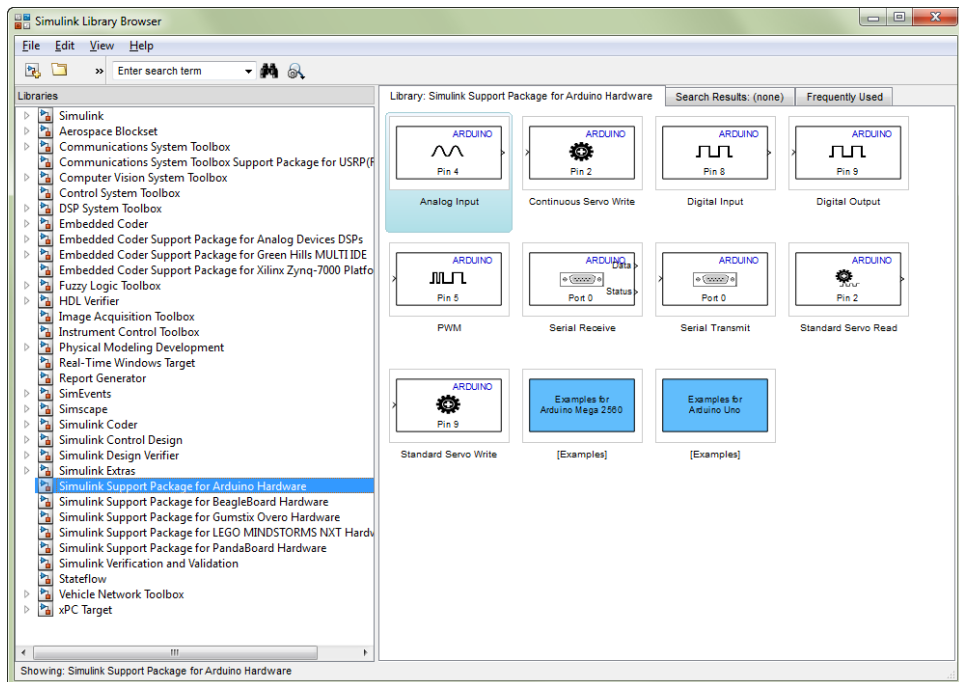 Simulink Library Browser
File Edit View Help
» Enter search term
Libraries
Simulink
Aerospace Blockset
Communications System Toolbox
Communications System Toolbox Support Package for USRP(R
Computer Vision System Toolbox
Control System Toolbox
DSP System Toolbox
Embedded Coder
Embedded Coder Support Package for Analog Devices DSPs
Embedded Coder Support Package for Green Hills MULTI IDE
Embedded Coder Support Package for Xilinx Zynq-7000 Platfo
Fuzzy Logic Toolbox
HDL Verifier
Image Acquisition Toolbox
Instrument Control Toolbox
Physical Modeling Development
Real-Time Windows Target
Report Generator
SimEvents
Simscape
Simulink Coder
Simulink Control Design
Simulink Design Verifier
Simulink Extras
Simulink Support Package for Arduino Hardware
Simulink Support Package for BeagleBoard Hardware
Simulink Support Package for Gumstix Overo Hardware
Simulink Support Package for LEGO MINDSTORMS NXT Hardw
Simulink Support Package for PandaBoard Hardware
Simulink Verification and Validation
Stateflow
Vehicle Network Toolbox
xPC Target
Library: Simulink Support Package for Arduino Hardware Search Results: (none) Frequently Used
ARDUINO ARDUINO ARDUINO ARDUINO
Pin 4 Pin 2 Pin 8 Pin 9
Analog Input Continuous Servo Write Digital Input Digital Output
ARDUINO ARDUINO ARDUINO ARDUINO
Data
Status
Pin 5 Port 0 Port 0 Pin 2
PWM Serial Receive Serial Transmit Standard Servo Read
ARDUINO
Pin 9
Examples for
Arduino Mega 2560
Examples for
Arduino Uno
Standard Servo Write [Examples] [Examples]
Showing: Simulink Support Package for Arduino Hardware